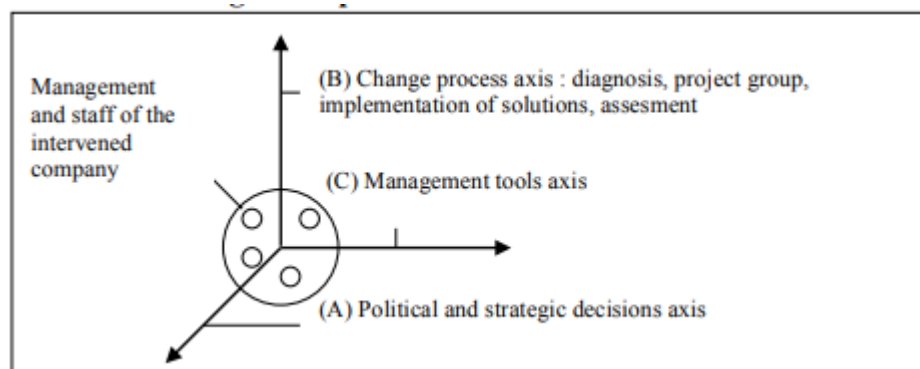 Management
and staff of the
intervened
company
(B) Change process axis : diagnosis, project group,
implementation of solutions, assesment
(C) Management tools axis
(A) Political and strategic decisions axis